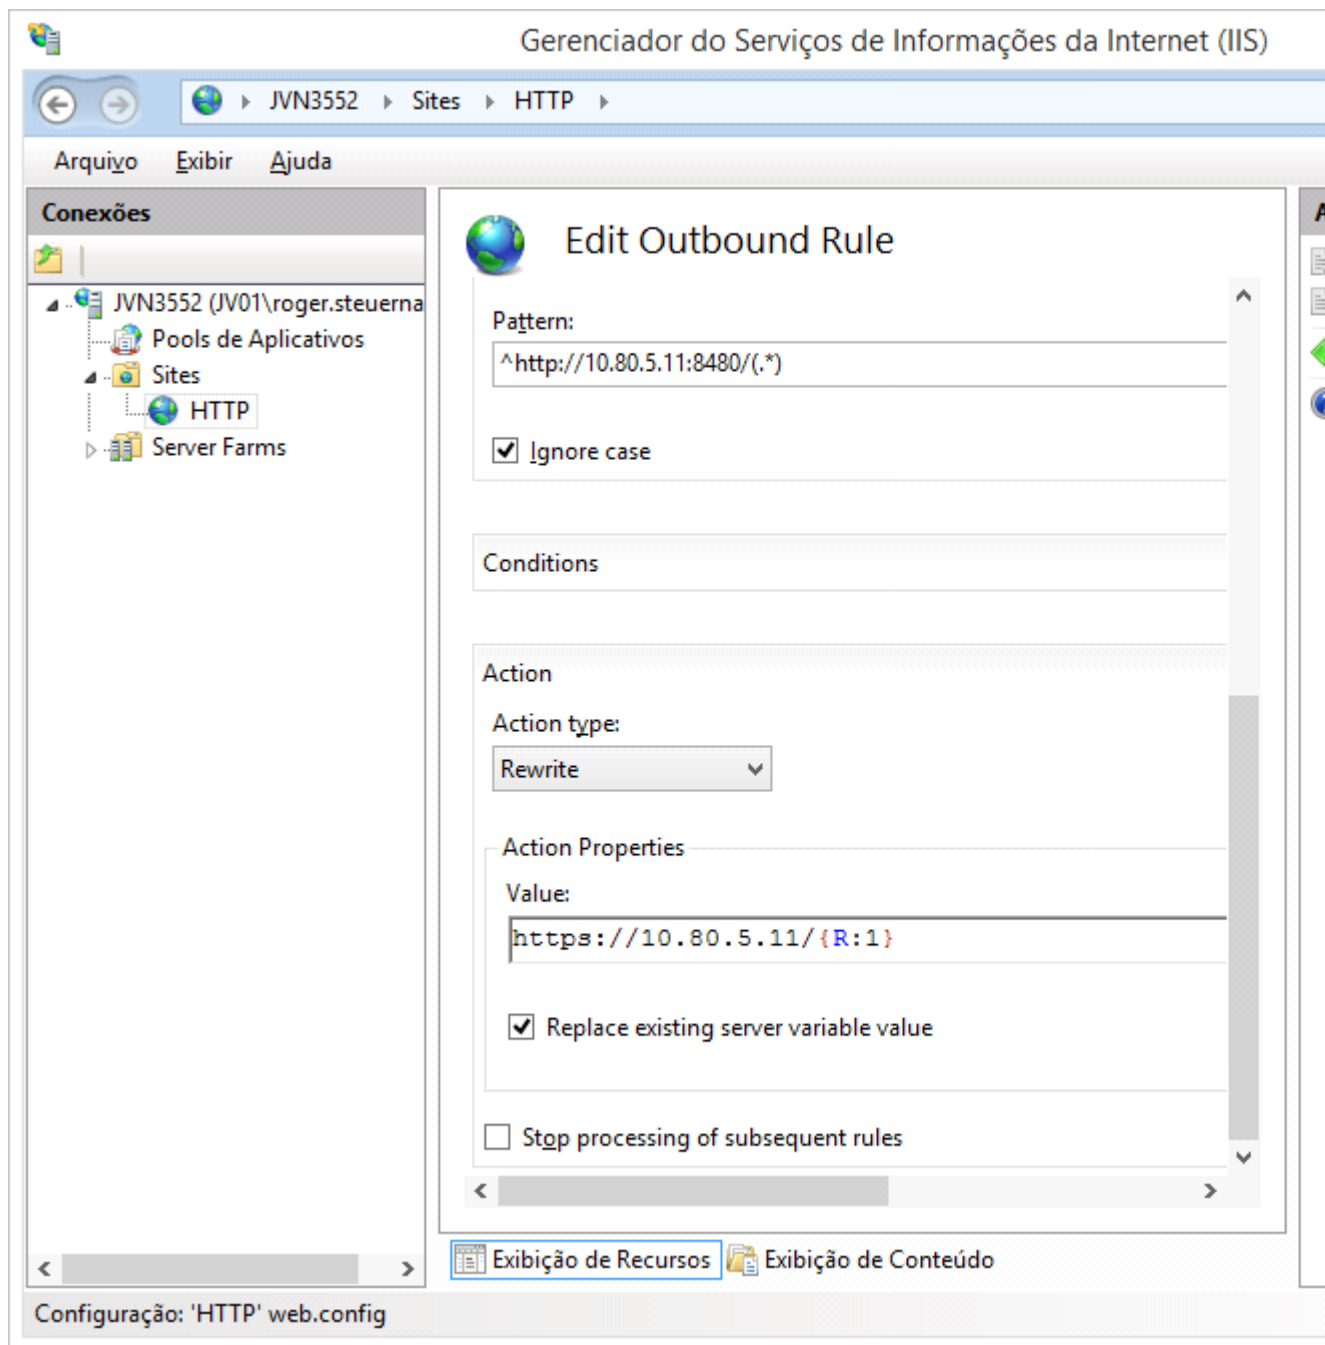 Gerenciador do Serviços de Informações da Internet (IIS)
JVN3552 Sites HTTP
Arquivo Exibir Ajuda
Conexões
JVN3552 (JV01\roger.steuerna
Pools de Aplicativos
Sites
HTTP
Server Farms
Edit Outbound Rule
Pattern:
^http://10.80.5.11:8480/(.*)
Ignore case
Conditions
Action
Action type:
Rewrite
Action Properties
Value:
https://10.80.5.11/{R:1}
Replace existing server variable value
Stop processing of subsequent rules
A
Exibição de Recursos Exibição de Conteúdo
Configuração: 'HTTP' web.config